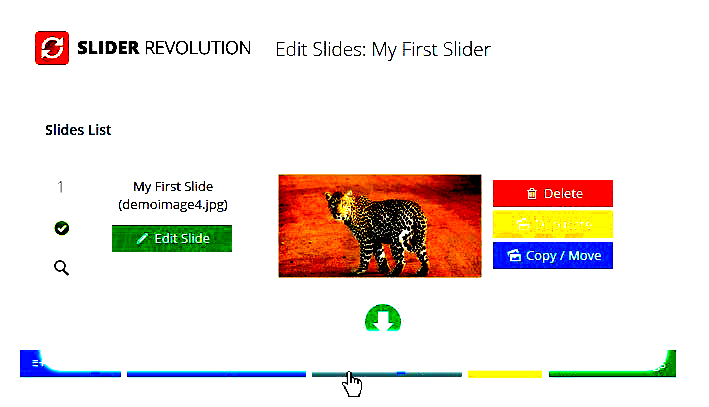 SLIDER REVOLUTION Edit Slides: My First Slider
Slides List
1
My First Slide
(demoimage4.jpg)
Edit Slide
Delete
Copy / Move